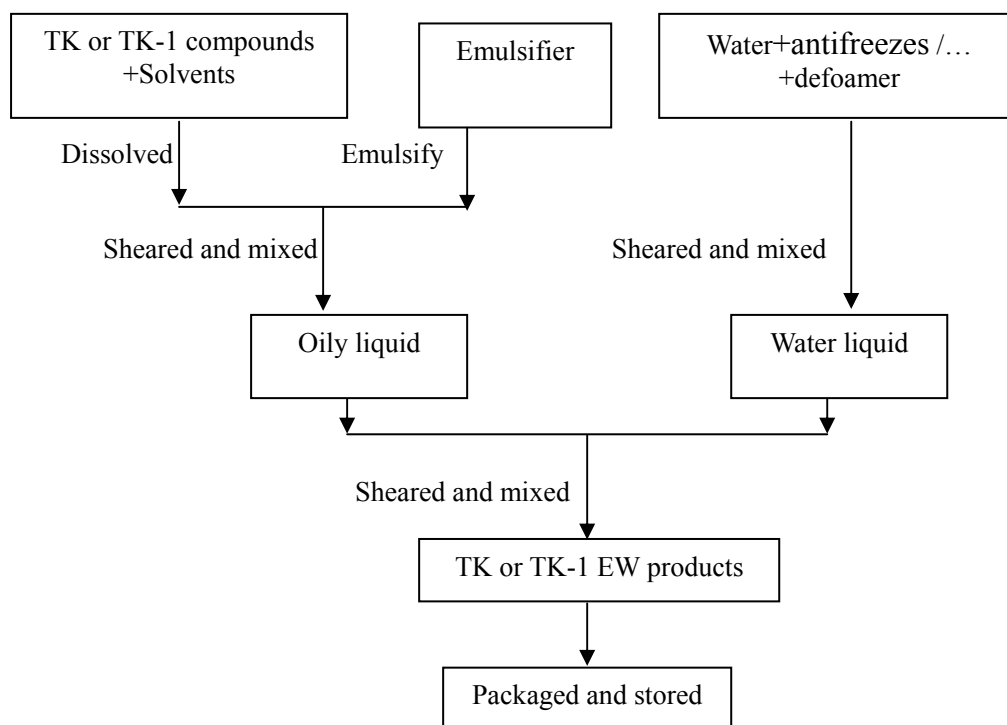 TK or TK-1 compounds
+Solvents
Emulsifier
Water+antifreezes /…
+defoamer
Dissolved
Emulsify
Sheared and mixed
Sheared and mixed
Oily liquid
Water liquid
Sheared and mixed
TK or TK-1 EW products
Packaged and stored